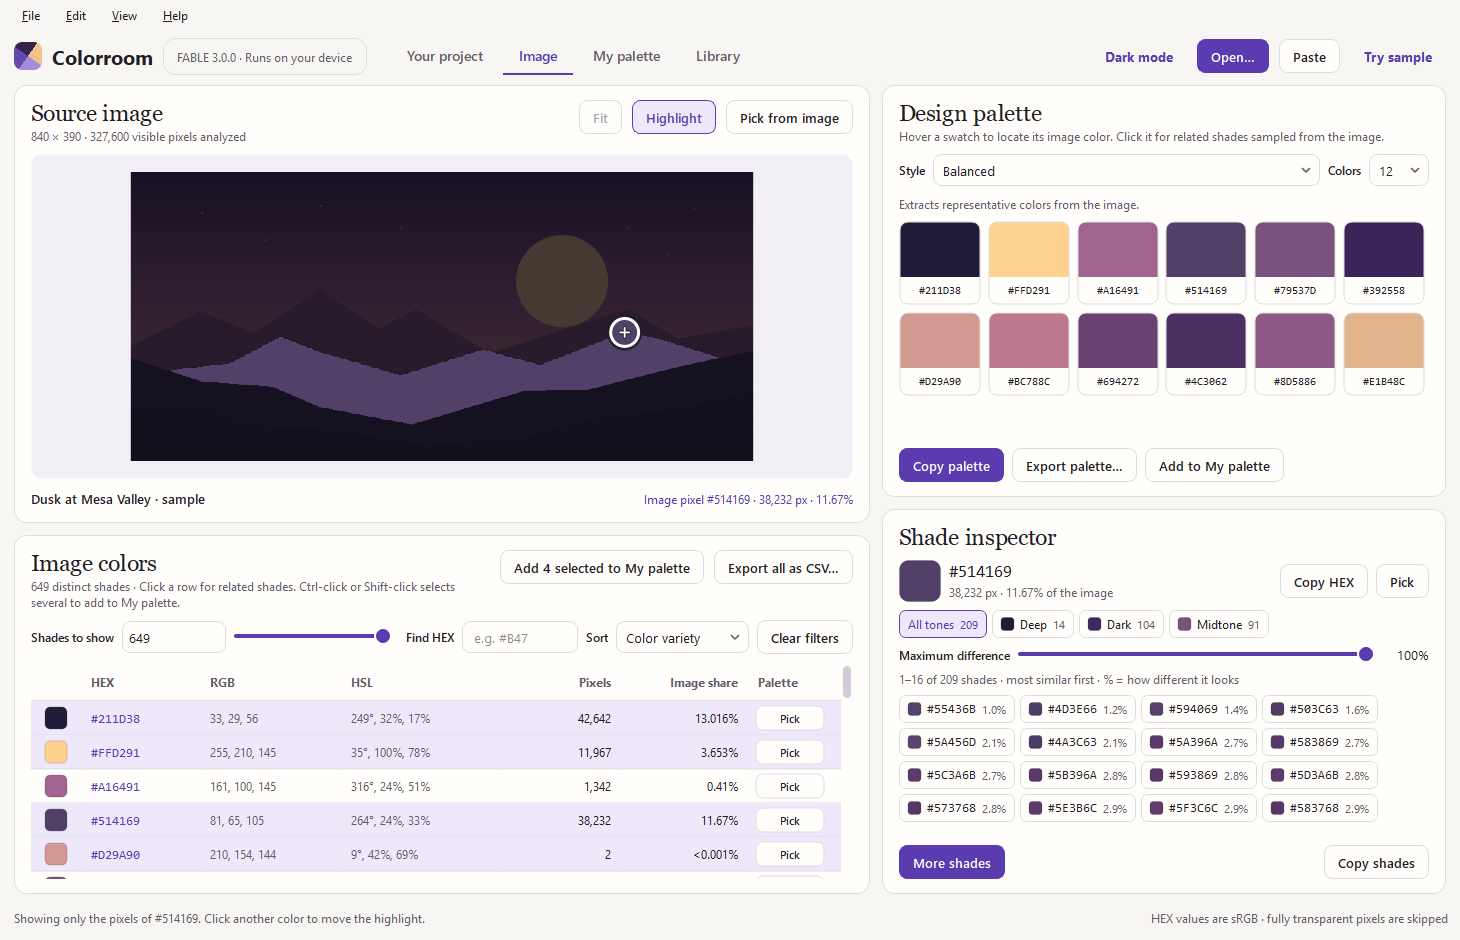 File Edit View Help
Colorroom FABLE 3.0.0 · Runs on your device Your project Image My palette Library Dark mode Open... Paste Try sample
Source image
840 × 390 · 327,600 visible pixels analyzed
Fit Highlight Pick from image
Dusk at Mesa Valley · sample Image pixel #514169 · 38,232 px · 11.67%
Design palette
Hover a swatch to locate its image color. Click it for related shades sampled from the image.
Style Balanced Colors 12
Extracts representative colors from the image.
#211D38 #FFD291 #A16491 #514169 #79537D #392558
#D29A90 #BC788C #694272 #4C3062 #8D5886 #E1B48C
Copy palette Export palette... Add to My palette
Image colors
649 distinct shades · Click a row for related shades. Ctrl-click or Shift-click selects
several to add to My palette.
Add 4 selected to My palette Export all as CSV...
Shades to show 649 Find HEX e.g. #B47 Sort Color variety Clear filters
HEX RGB HSL Pixels Image share Palette
#211D38 33, 29, 56 249°, 32%, 17% 42,642 13.016% Pick
#FFD291 255, 210, 145 35°, 100%, 78% 11,967 3.653% Pick
#A16491 161, 100, 145 316°, 24%, 51% 1,342 0.41% Pick
#514169 81, 65, 105 264°, 24%, 33% 38,232 11.67% Pick
#D29A90 210, 154, 144 9°, 42%, 69% 2 <0.001% Pick
Shade inspector
#514169
38,232 px · 11.67% of the image
Copy HEX Pick
All tones 209 Deep 14 Dark 104 Midtone 91
Maximum difference 100%
1–16 of 209 shades · most similar first · % = how different it looks
#55436B 1.0% #4D3E66 1.2% #594069 1.4% #503C63 1.6%
#5A456D 2.1% #4A3C63 2.1% #5A396A 2.7% #583869 2.7%
#5C3A6B 2.7% #5B396A 2.8% #593869 2.8% #5D3A6B 2.8%
#573768 2.8% #5E3B6C 2.9% #5F3C6C 2.9% #583768 2.9%
More shades Copy shades
Showing only the pixels of #514169. Click another color to move the highlight.
HEX values are sRGB · fully transparent pixels are skipped